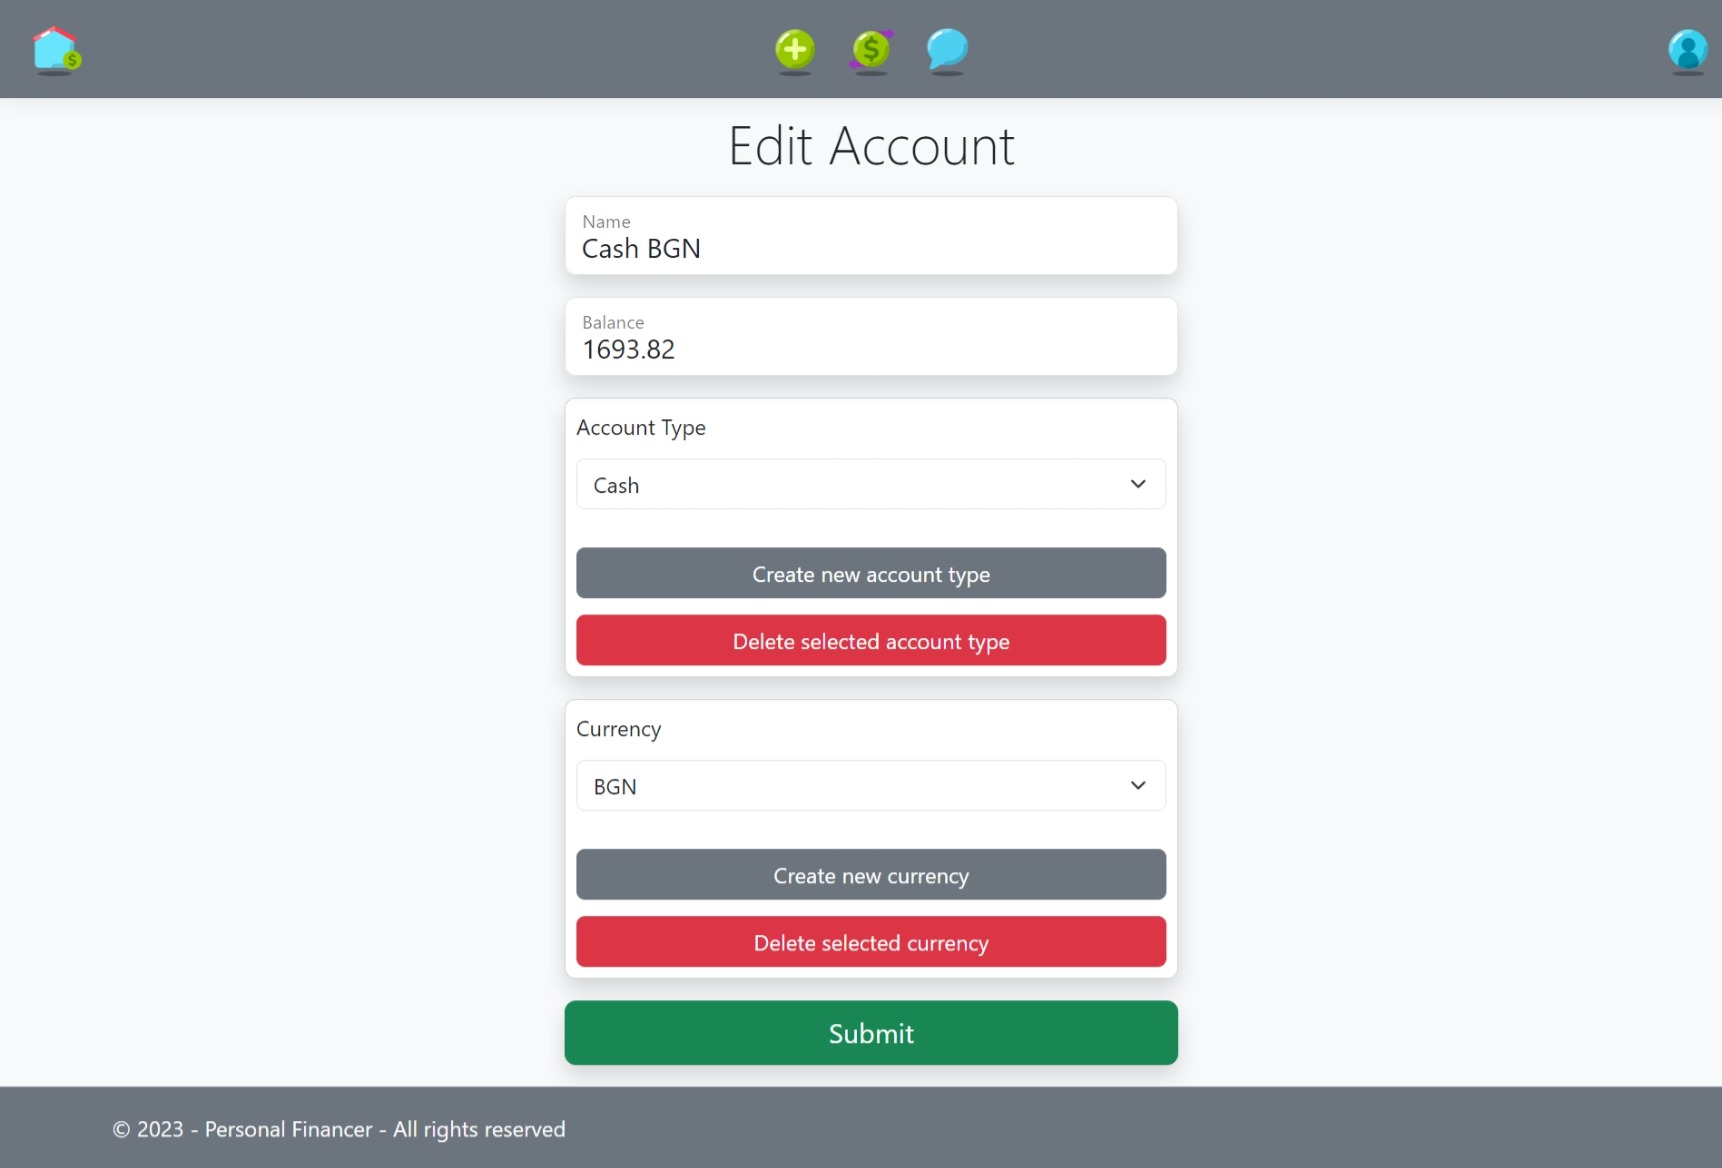 Edit Account
Name
Cash BGN
Balance
1693.82
Account Type
Cash
Create new account type
Delete selected account type
Currency
BGN
Create new currency
Delete selected currency
Submit
© 2023 - Personal Financer - All rights reserved